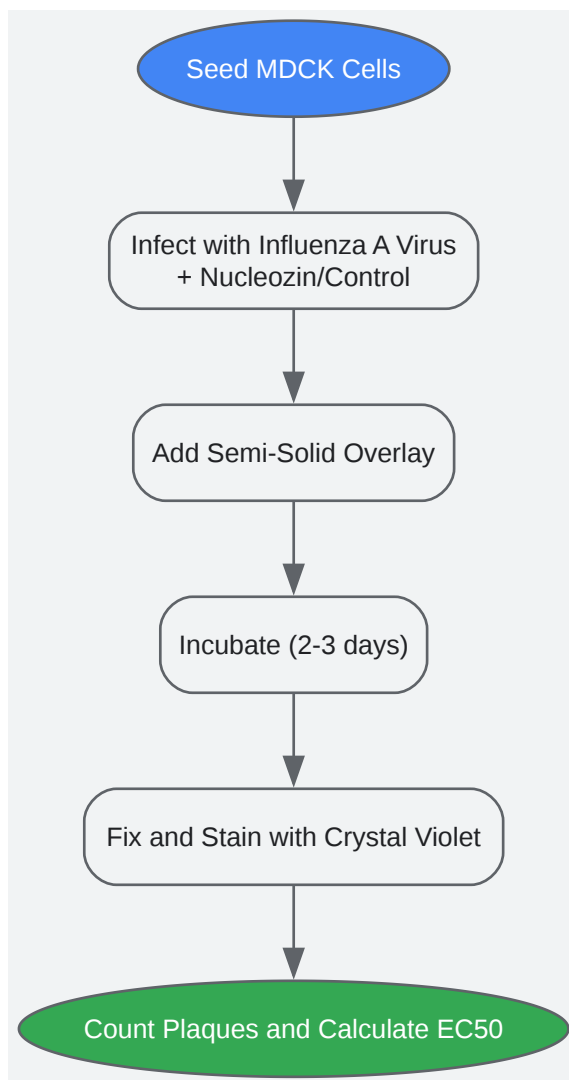 Seed MDCK Cells
Infect with Influenza A Virus
+ Nucleozin/Control
Add Semi-Solid Overlay
Incubate (2-3 days)
Fix and Stain with Crystal Violet
Count Plaques and Calculate EC50